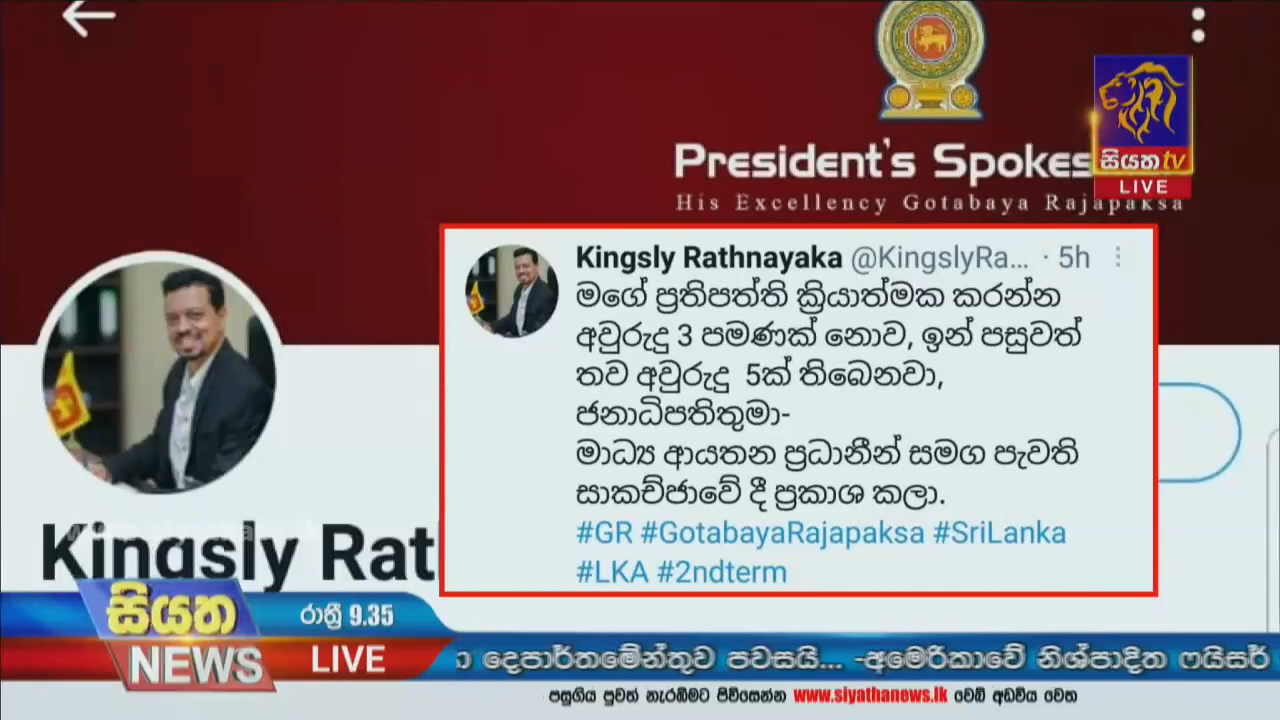 President's Spokes
His Excellency Gotabaya Rajapaksa
සියත tv
LIVE
Kingsly Rathnayaka @KingslyRa... · 5h
මගේ ප්‍රතිපත්ති ක්‍රියාත්මක කරන්න
අවුරුදු 3 පමණක් නොව, ඉන් පසුවත්
තව අවුරුදු 5ක් තිබෙනවා,
ජනාධිපතිතුමා-
මාධ්‍ය ආයතන ප්‍රධානීන් සමග පැවති
සාකච්ඡාවේ දී ප්‍රකාශ කලා.
#GR #GotabayaRajapaksa #SriLanka
#LKA #2ndterm
Kingsly Rat
සියත
NEWS
රාත්‍රී 9.35
LIVE
දෙපාර්තමේන්තුව පවසයි... -අමෙරිකාවේ නිශ්පාදිත ෆයිසර්
පසුගිය පුවත් නැරඹීමට පිවිසෙන්න www.siyathanews.lk වෙබ් අඩවිය වෙත